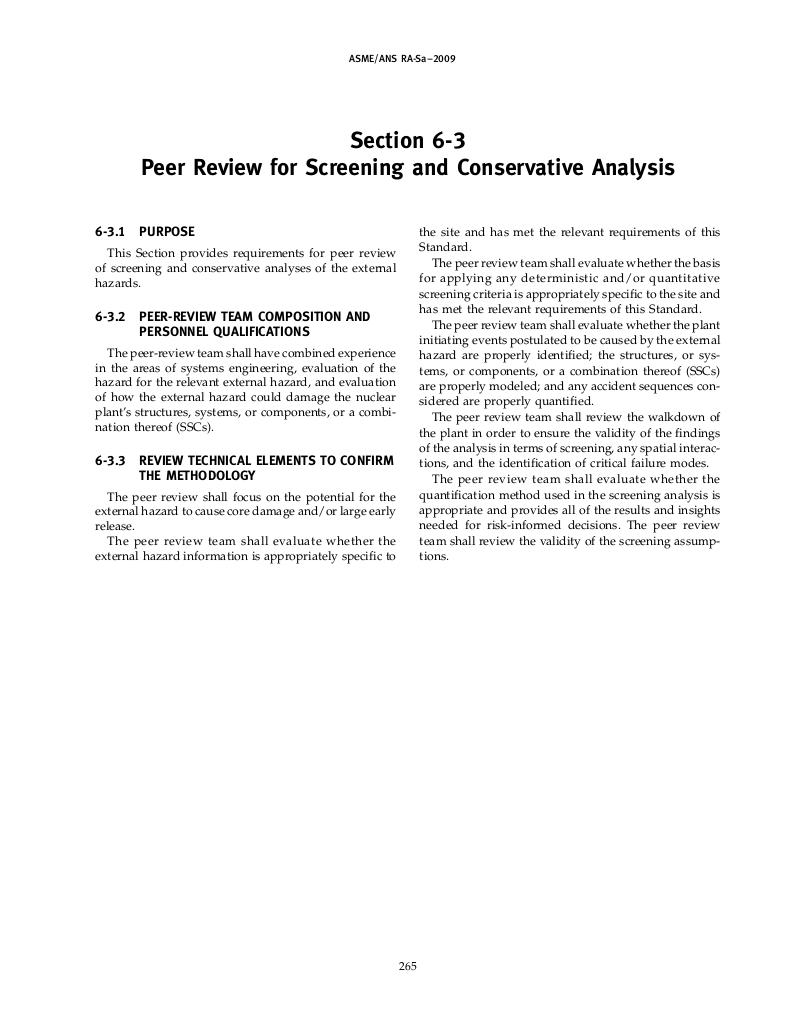 ASME/ANS RA-Sa–2009
Section 6-3
Peer Review for Screening and Conservative Analysis
6-3.1 PURPOSE
This Section provides requirements for peer review
of screening and conservative analyses of the external
hazards.
6-3.2 PEER-REVIEW TEAM COMPOSITION AND
PERSONNEL QUALIFICATIONS
The peer-review team shall have combined experience
in the areas of systems engineering, evaluation of the
hazard for the relevant external hazard, and evaluation
of how the external hazard could damage the nuclear
plant's structures, systems, or components, or a combi-
nation thereof (SSCs).
6-3.3 REVIEW TECHNICAL ELEMENTS TO CONFIRM
THE METHODOLOGY
The peer review shall focus on the potential for the
external hazard to cause core damage and/or large early
release.
The peer review team shall evaluate whether the
external hazard information is appropriately specific to
the site and has met the relevant requirements of this
Standard.
The peer review team shall evaluate whether the basis
for applying any deterministic and/or quantitative
screening criteria is appropriately specific to the site and
has met the relevant requirements of this Standard.
The peer review team shall evaluate whether the plant
initiating events postulated to be caused by the external
hazard are properly identified; the structures, or sys-
tems, or components, or a combination thereof (SSCs)
are properly modeled; and any accident sequences con-
sidered are properly quantified.
The peer review team shall review the walkdown of
the plant in order to ensure the validity of the findings
of the analysis in terms of screening, any spatial interac-
tions, and the identification of critical failure modes.
The peer review team shall evaluate whether the
quantification method used in the screening analysis is
appropriate and provides all of the results and insights
needed for risk-informed decisions. The peer review
team shall review the validity of the screening assump-
tions.
265